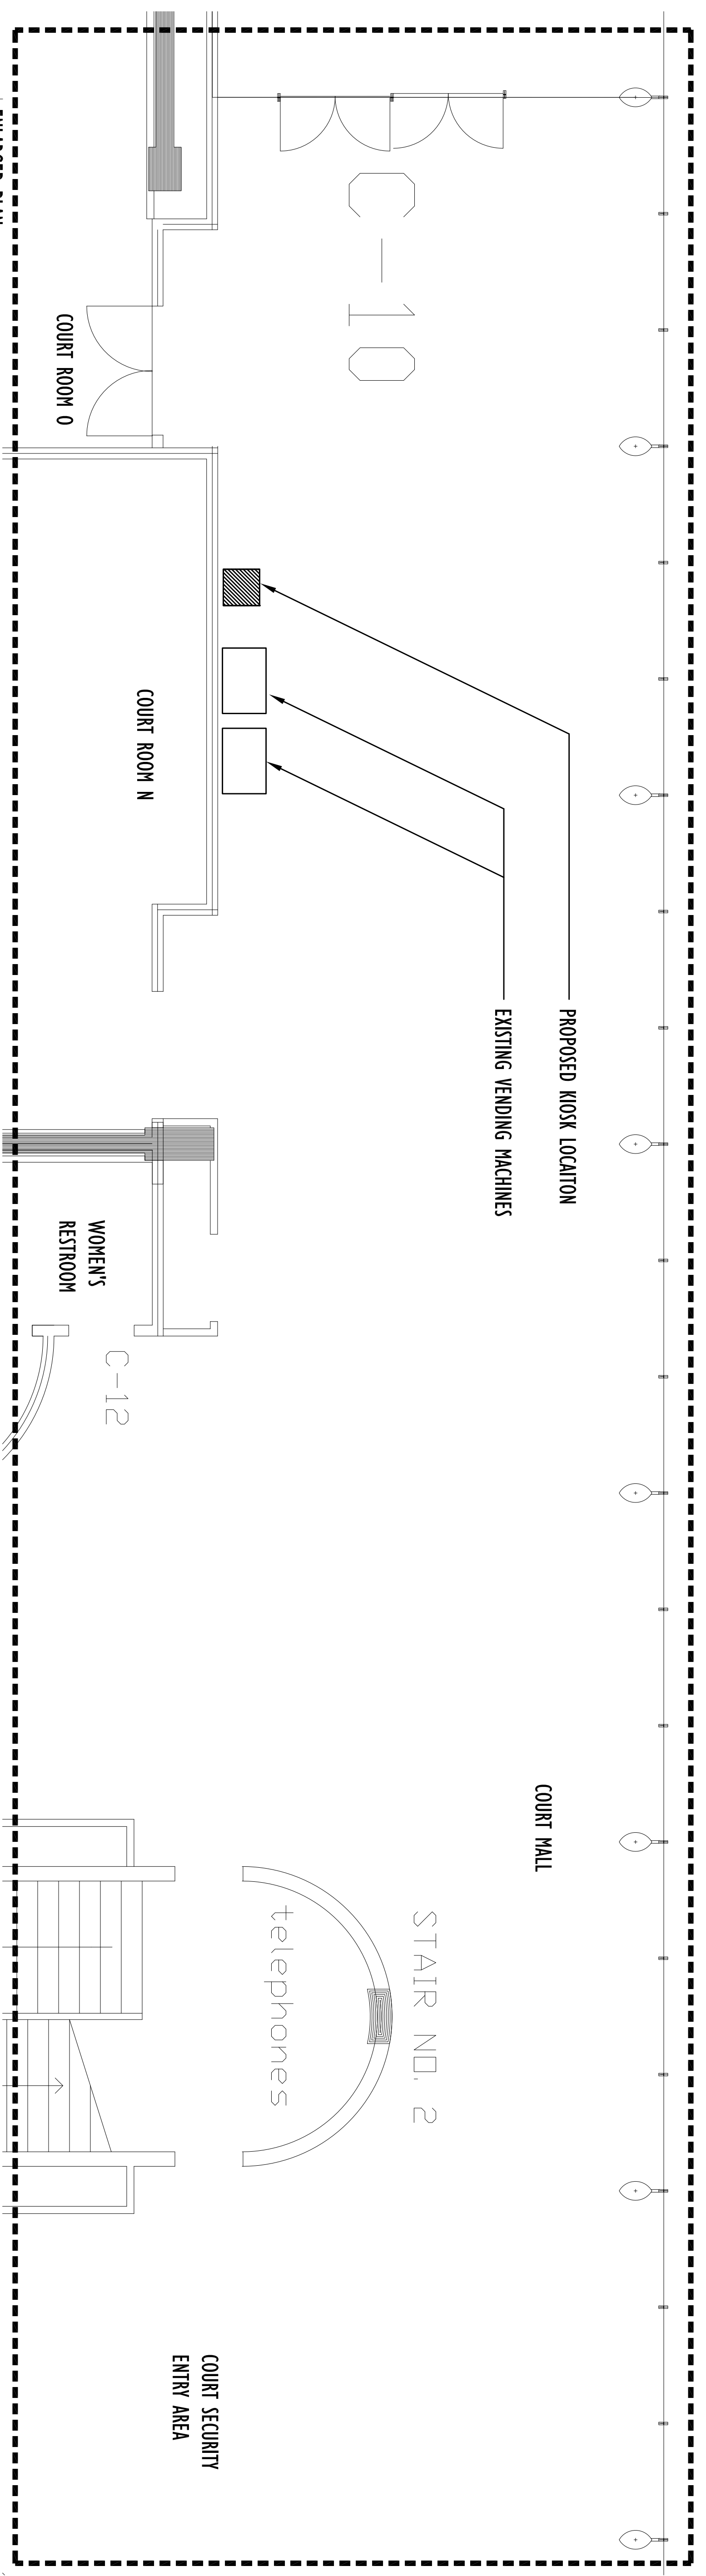 C-10
COURT ROOM O
COURT ROOM N
PROPOSED KIOSK LOCAITON
EXISTING VENDING MACHINES
WOMEN'S
RESTROOM
C-12
COURT MALL
STAIR NO. 2
telephones
COURT SECURITY
ENTRY AREA